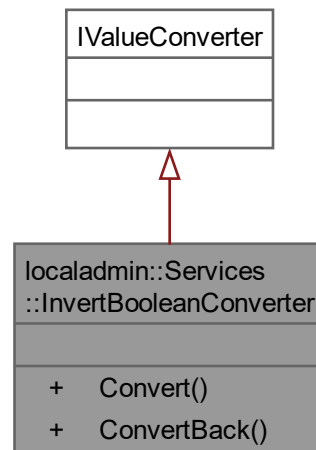 IValueConverter
localadmin::Services
::InvertBooleanConverter
+ Convert()
+ ConvertBack()